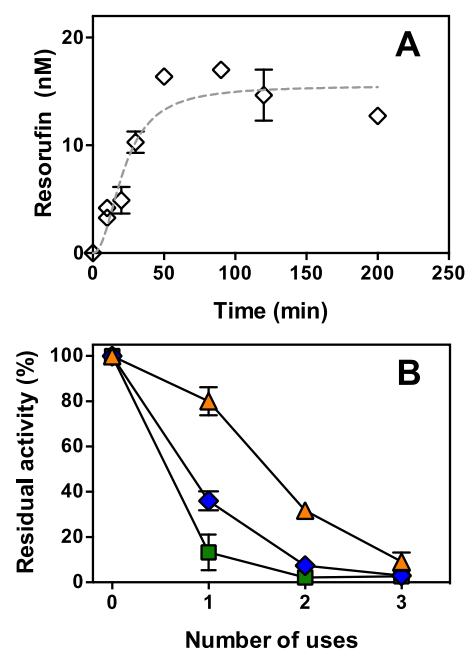 A
20
10
0
Resorufin (nM)
0 50 100 150 200 250
Time (min)
B
100
80
60
40
20
0
Residual activity (%)
0 1 2 3
Number of uses